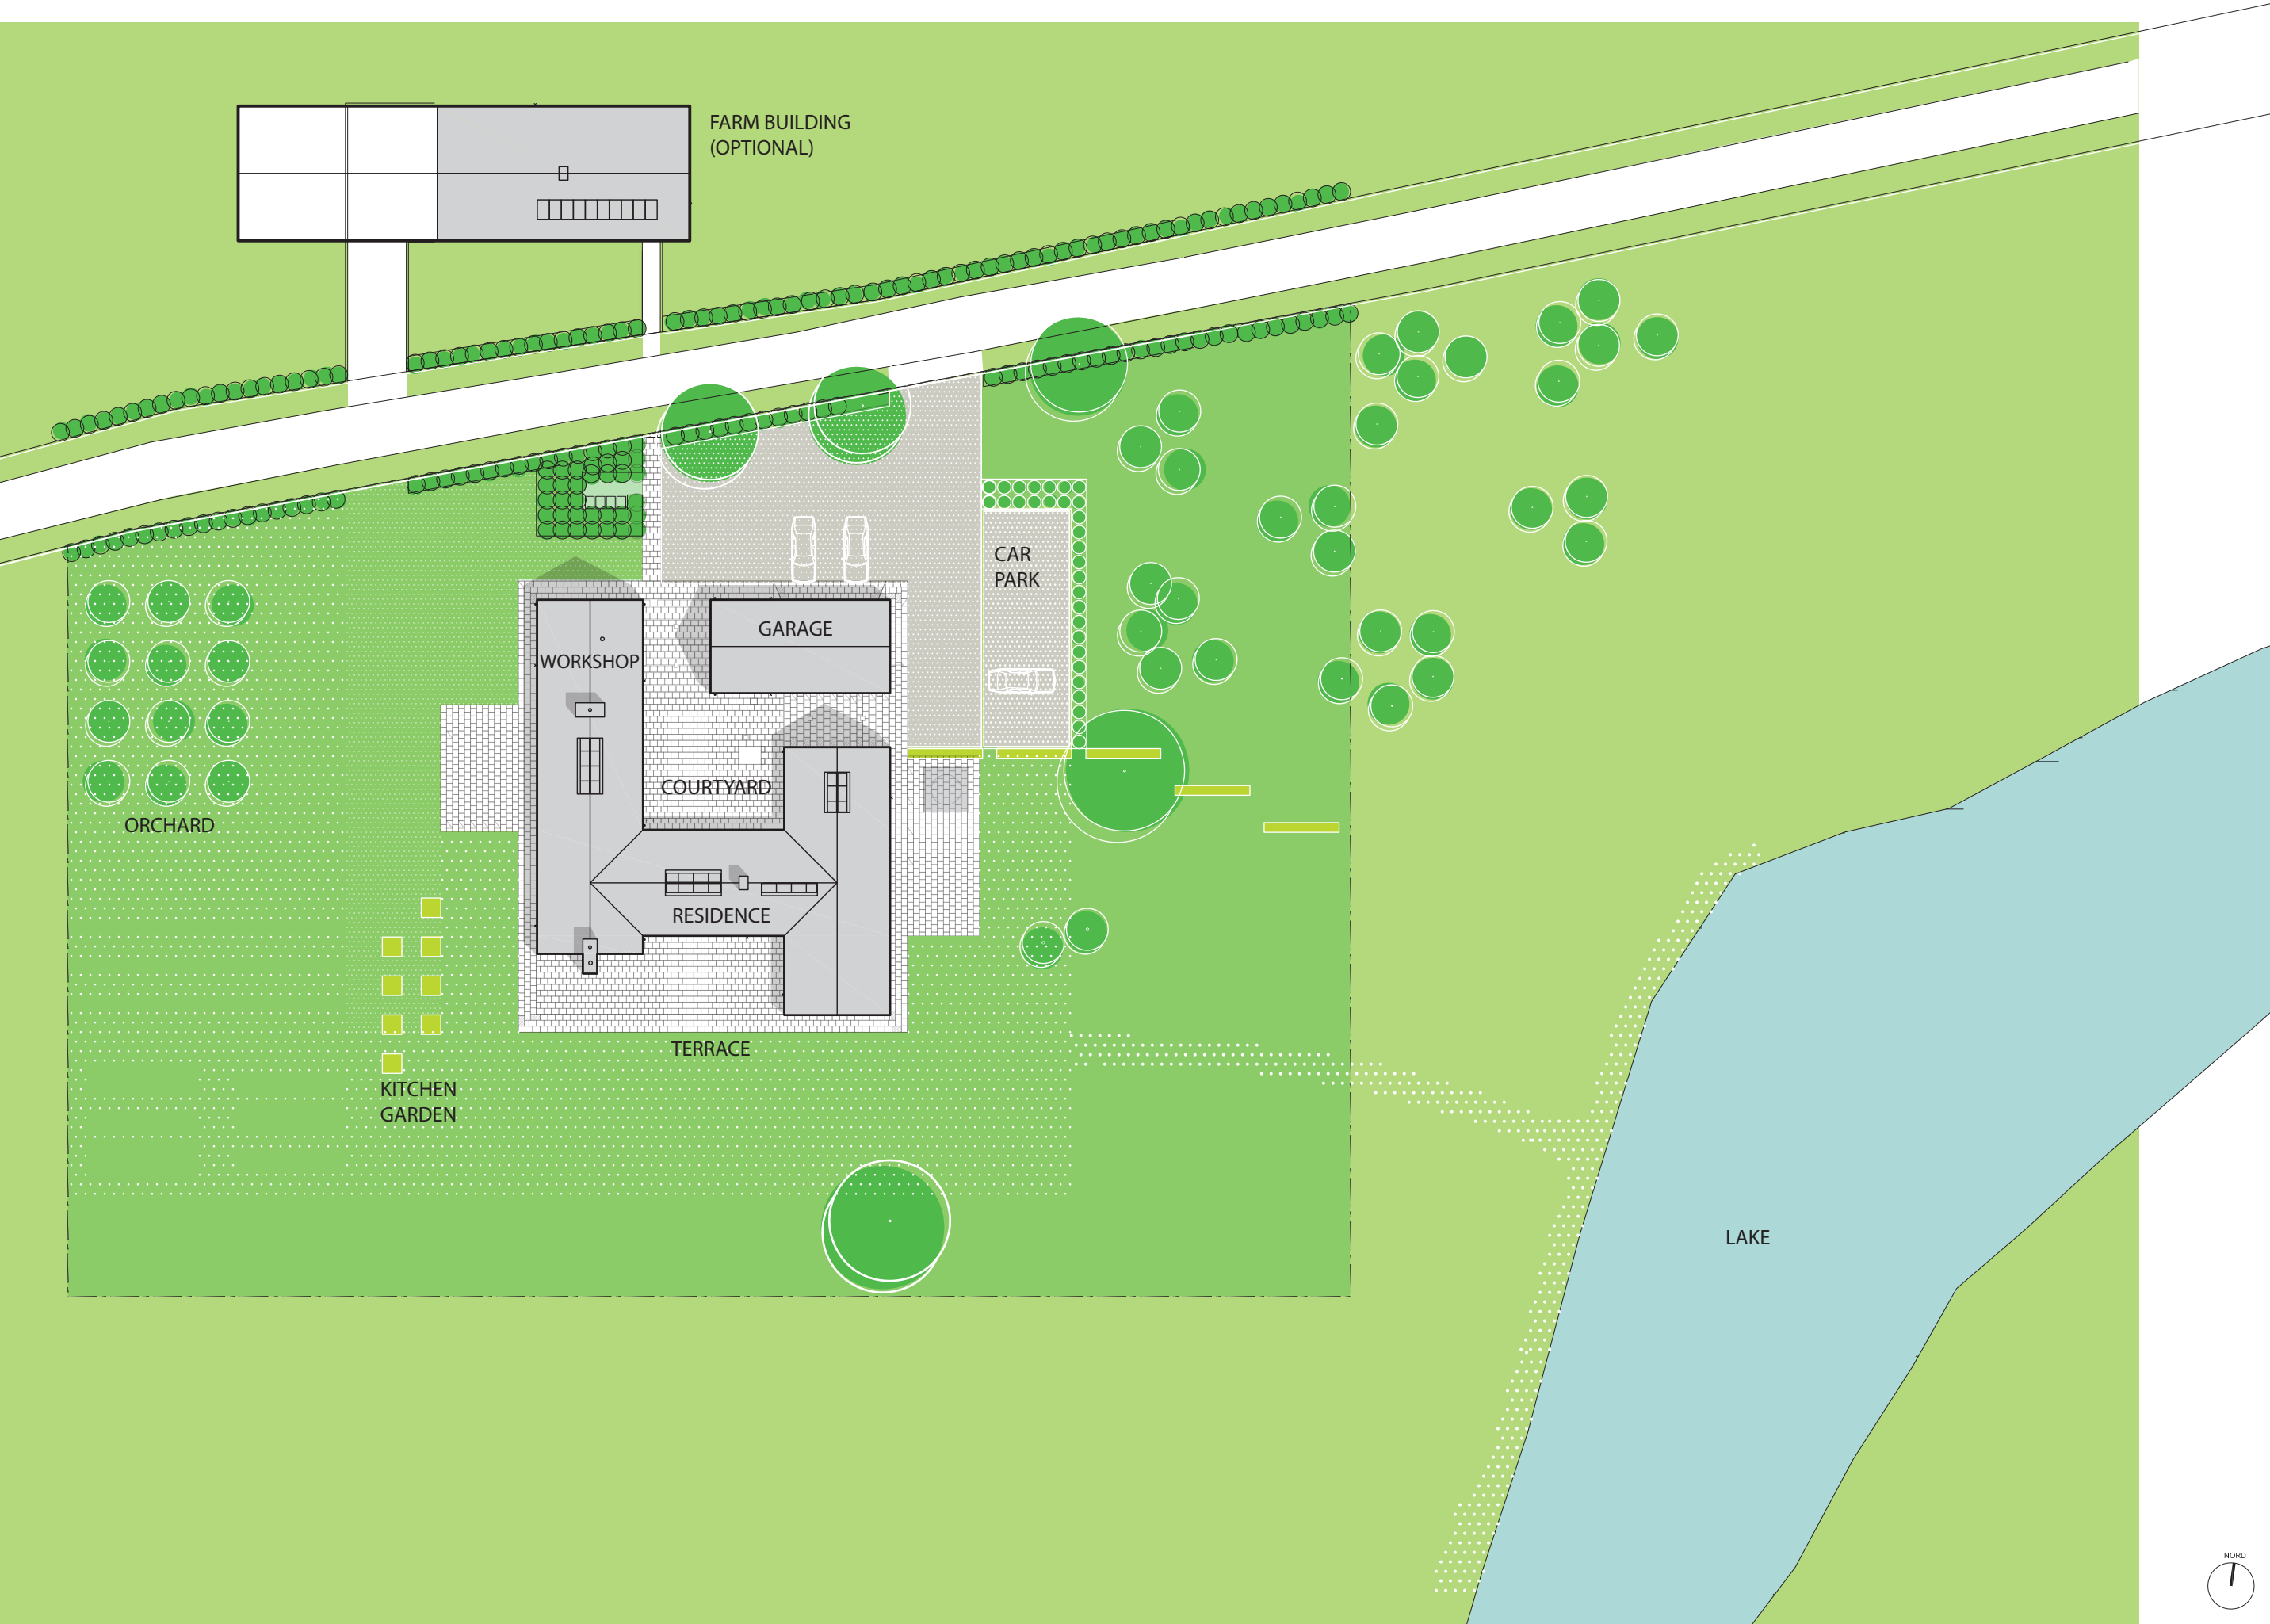 FARM BUILDING
(OPTIONAL)
CAR
PARK
GARAGE
WORKSHOP
COURTYARD
ORCHARD
RESIDENCE
TERRACE
KITCHEN
GARDEN
LAKE
NORD